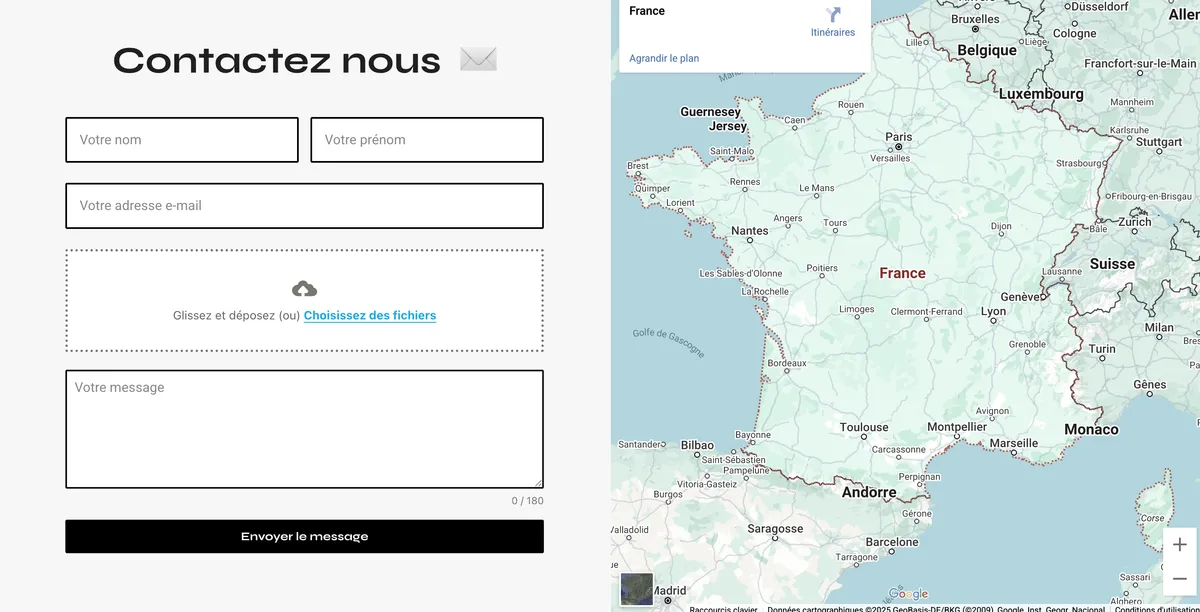 Contactez nous
Votre nom
Votre prénom
Votre adresse e-mail
Glissez et déposez (ou) Choisissez des fichiers
Votre message
0 / 180
Envoyer le message
France
Itinéraires
Agrandir le plan
Bruxelles
Düsseldorf
Aller
Lille
Liège
Cologne
Belgique
Francfort-sur-le-Main
Luxembourg
Guernesey
Jersey
Rouen
Caen
Mannheim
Paris
Versailles
Karlsruhe
Stuttgart
Saint-Malo
Strasbourg
Brest
Quimper
Rennes
Le Mans
Lorient
Fribourg-en-Brisgau
Angers
Tours
Nantes
Dijon
Bâle
Zurich
Les Sables-d'Olonne
Poitiers
France
Lausanne
Suisse
La Rochelle
Genève
Limoges
Clermont-Ferrand
Lyon
Milan
Golfe de Gascogne
Grenoble
Turin
Bres
Bordeaux
Gênes
Avignon
Toulouse
Montpellier
Monaco
Bayonne
Marseille
Santander
Bilbao
Carcassonne
Saint-Sébastien
Pampelune
Vitoria-Gasteiz
Perpignan
Burgos
Andorre
Gérone
Corse
Valladolid
Saragosse
Barcelone
Tarragone
Sassari
Madrid
Google
Alghero
Raccourcis clavier
Données cartographiques ©2025 GeoBasis-DE/BKG (©2009), Google, Inst. Geogr. Nacional
Conditions d'utilisation